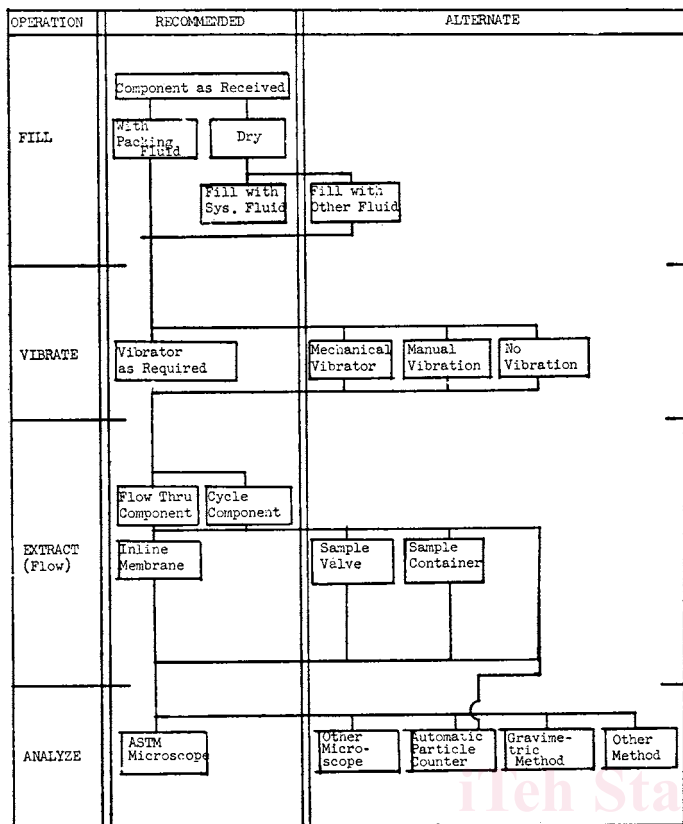 OPERATION RECOMMENDED ALTERNATE
Component as Received
FILL
With
Packing
Fluid
Dry
Fill with
Sys. Fluid
Fill with
Other Fluid
VIBRATE
Vibrator
as Required
Mechanical
Vibrator
Manual
Vibration
No
Vibration
Flow Thru
Component
Cycle
Component
EXTRACT
(Flow)
Inline
Membrane
Sample
Valve
Sample
Container
ANALYZE
ASTM
Microscope
Other
Micro-
scope
Automatic
Particle
Counter
Gravime-
tric
Method
Other
Method
iTeh Sta